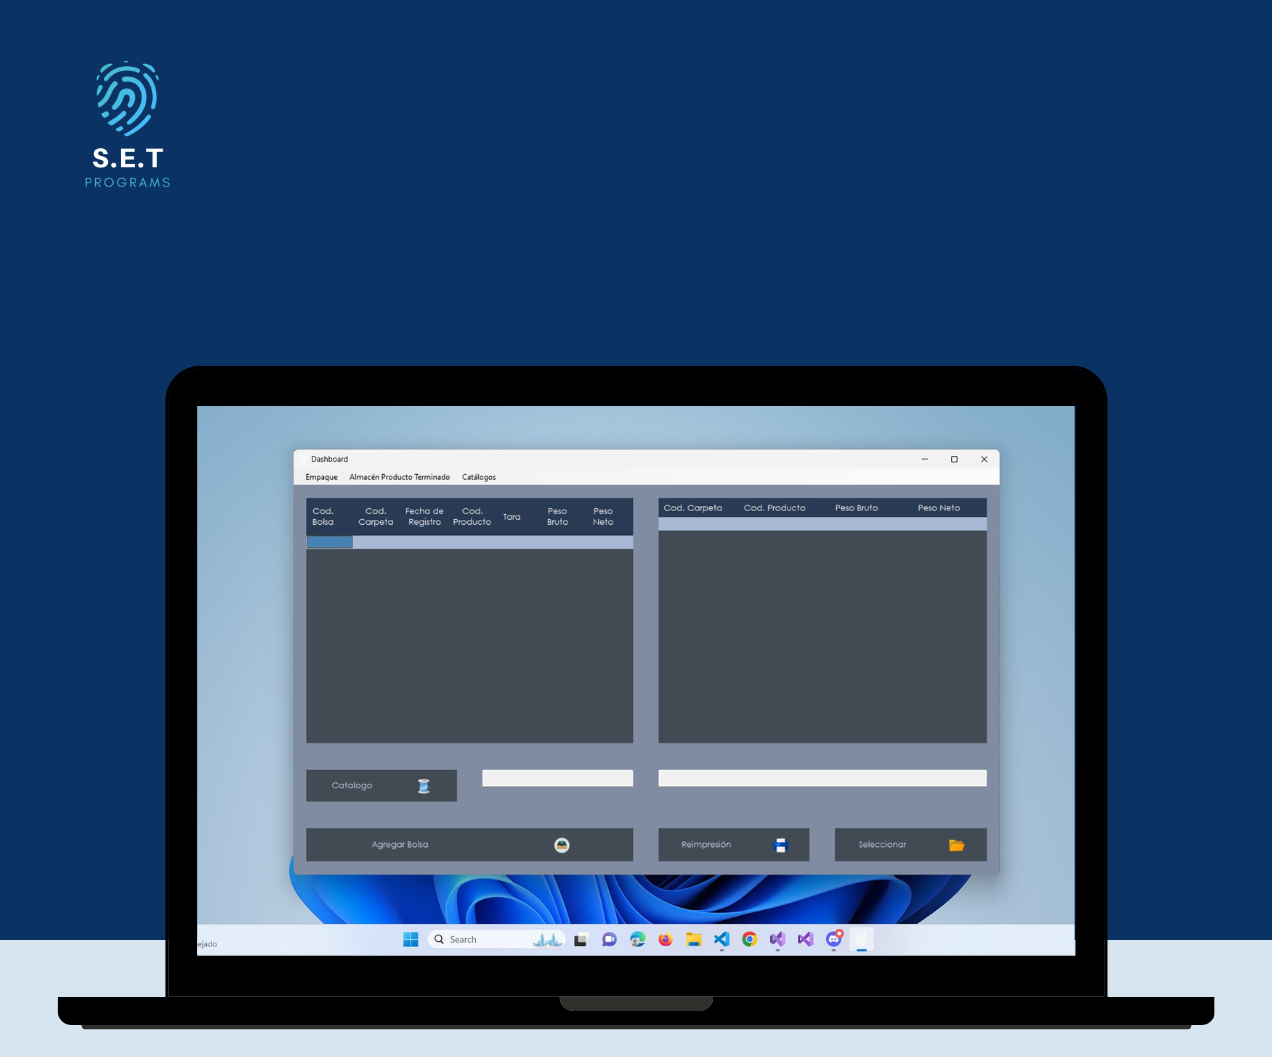 S.E.T
PROGRAMS
Dashboard
Empaque Almacén Producto Terminado Catálogos
Cod. Bolsa
Cod. Carpeta
Fecha de Registro
Cod. Producto
Tara
Peso Bruto
Peso Neto
Cod. Carpeta Cod. Producto Peso Bruto Peso Neto
Catalogo
Agregar Bolsa
Reimpresión
Seleccionar
ejado
Search